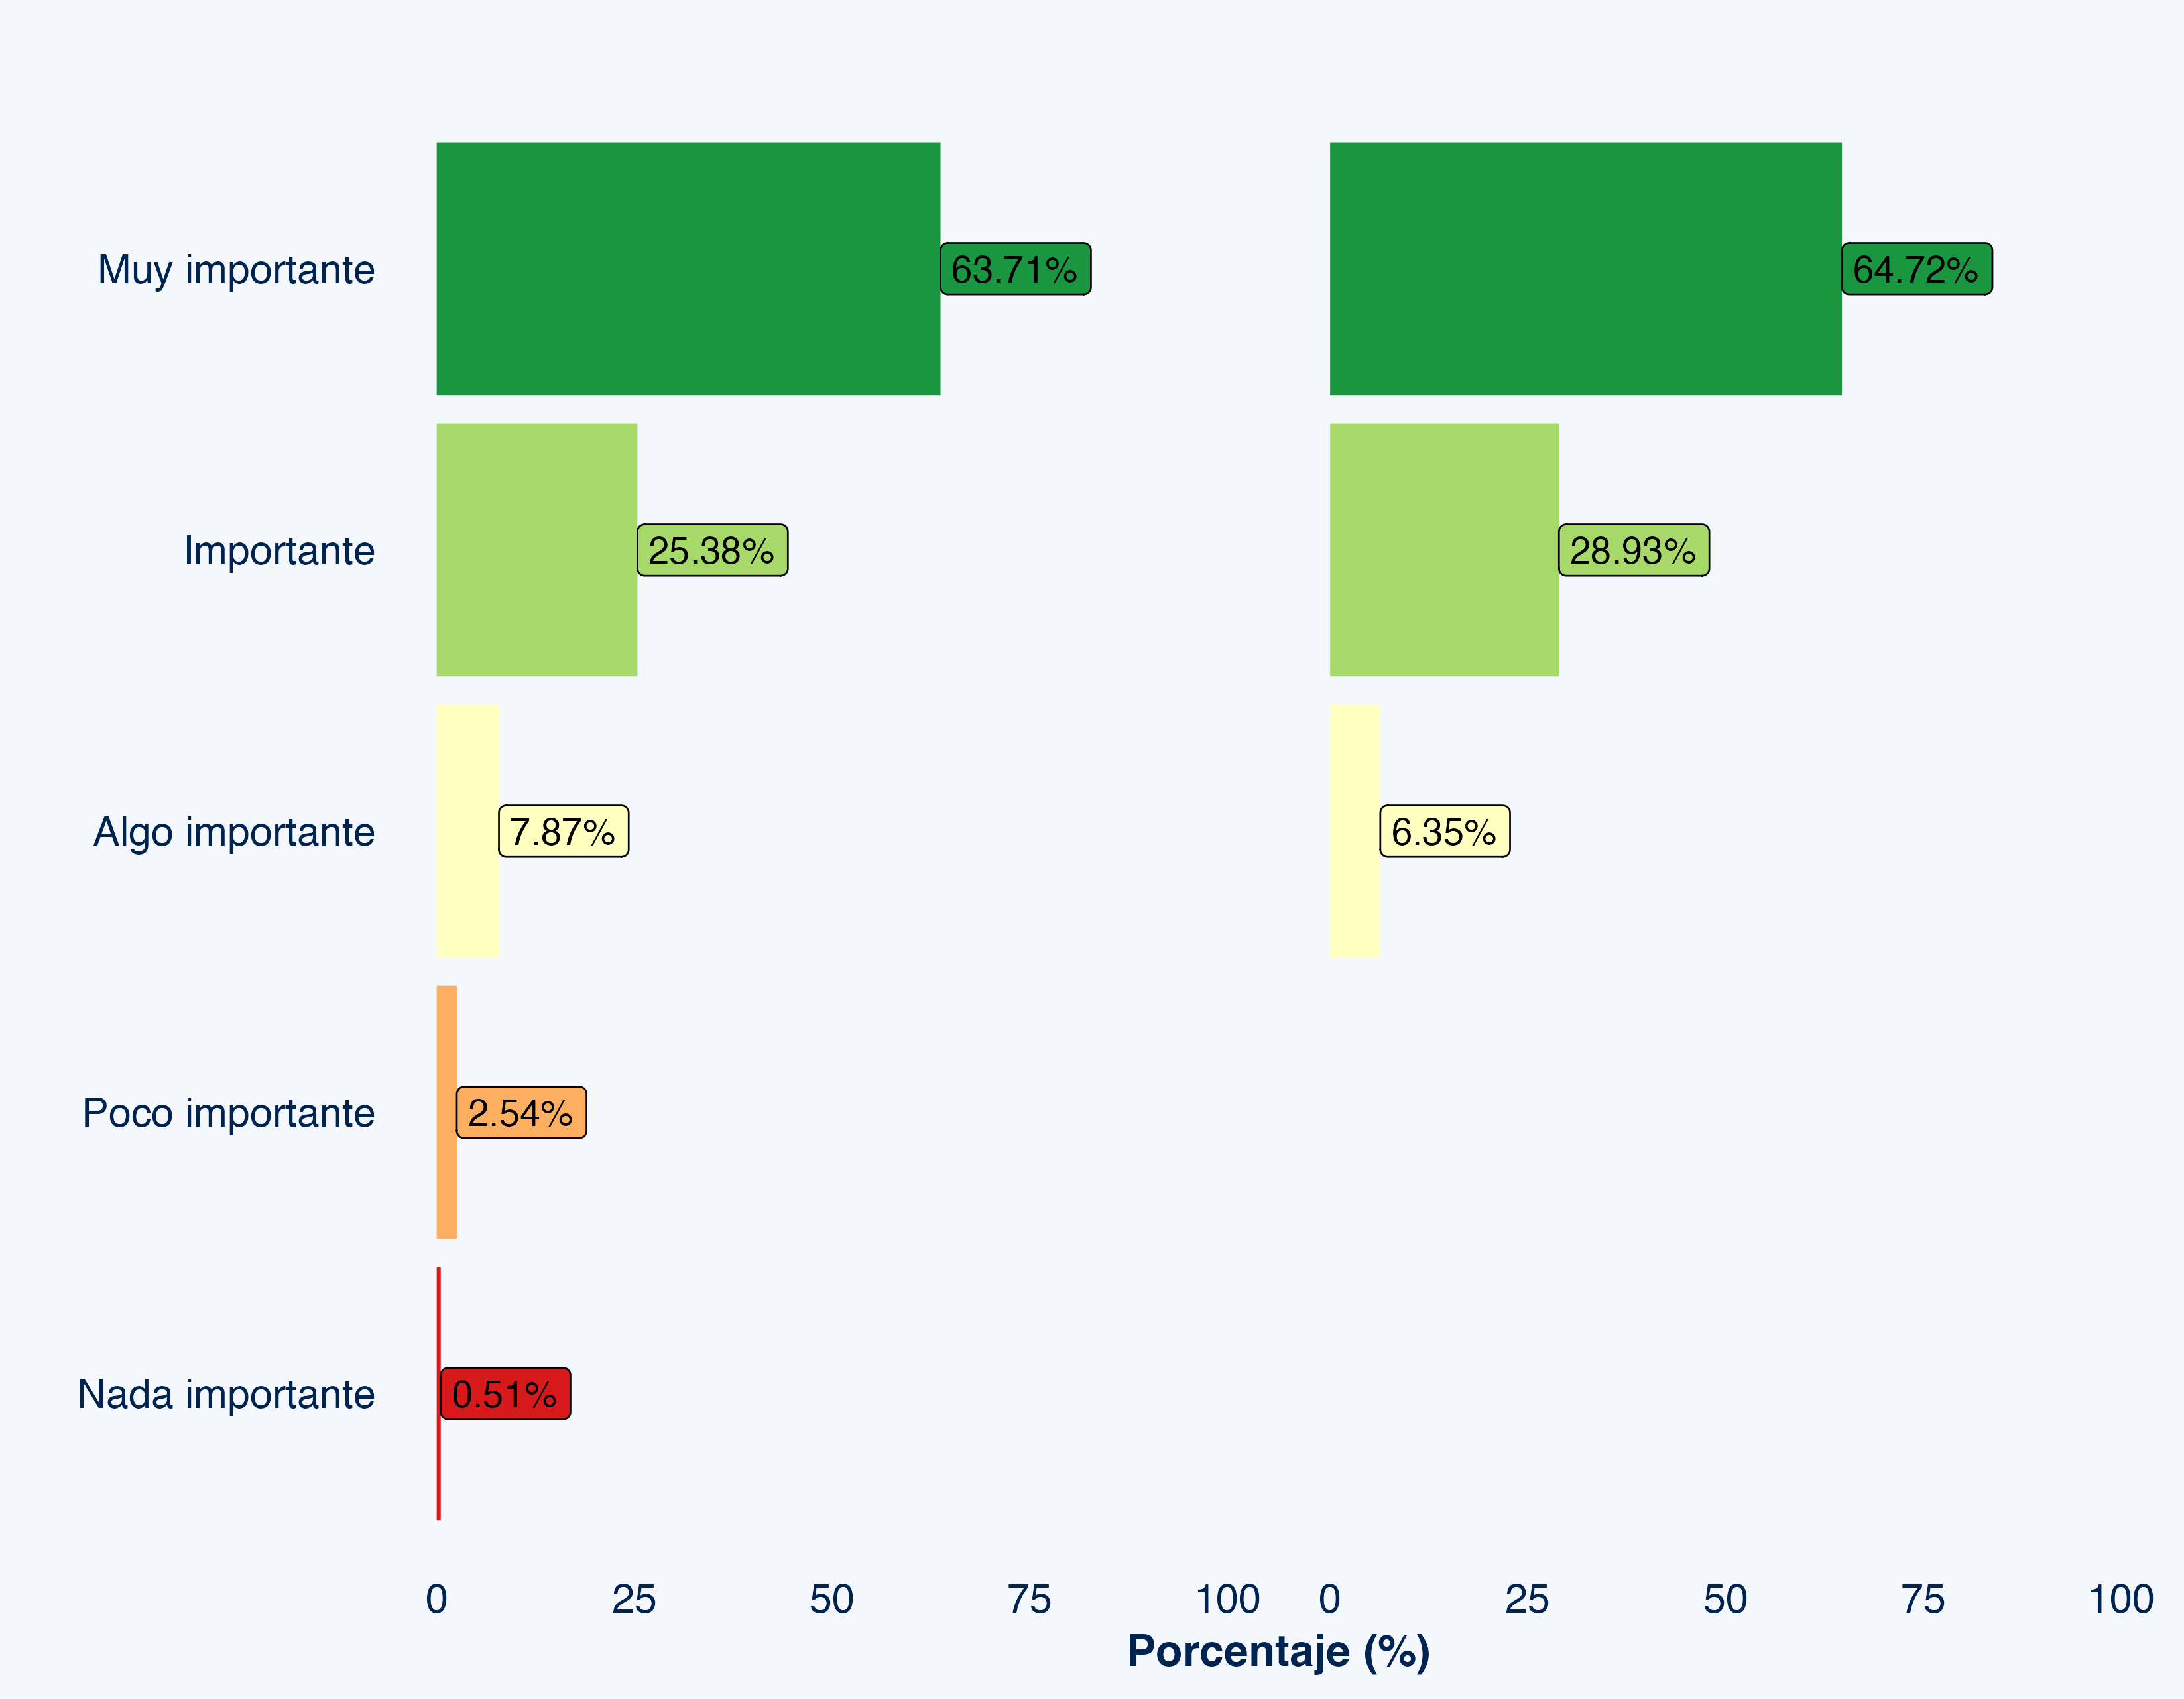 Muy importante
63.71%
64.72%
Importante
25.38%
28.93%
Algo importante
7.87%
6.35%
Poco importante
2.54%
Nada importante
0.51%
0 25 50 75 100 0 25 50 75 100
Porcentaje (%)